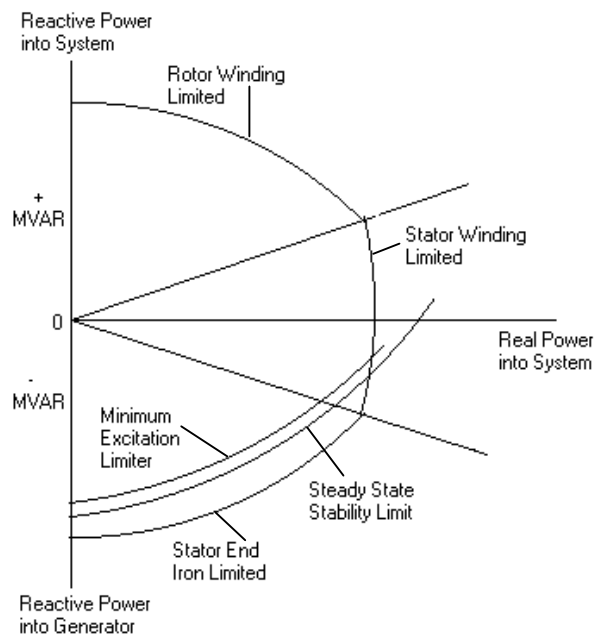 Reactive Power
into System
Rotor Winding
Limited
+
MVAR
Stator Winding
Limited
0
Real Power
into System
-
MVAR
Minimum
Excitation
Limiter
Steady State
Stability Limit
Stator End
Iron Limited
Reactive Power
into Generator